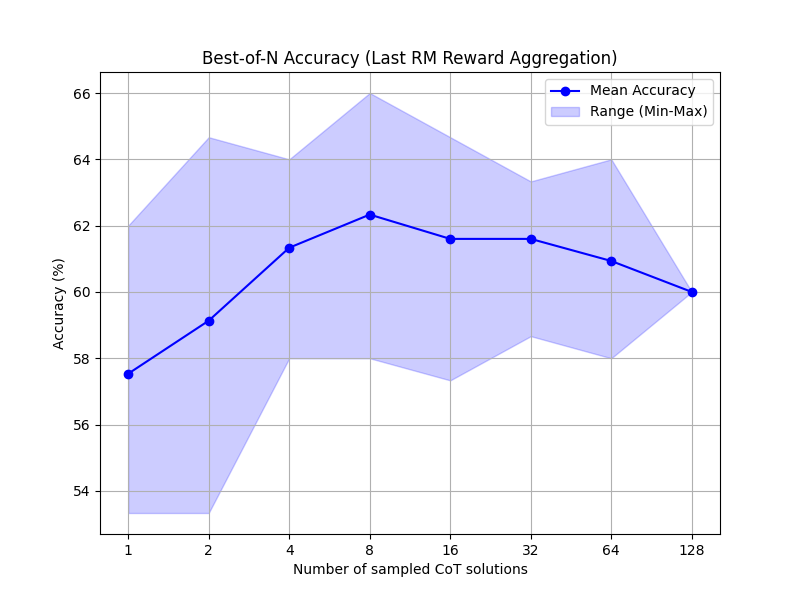 Best-of-N Accuracy (Last RM Reward Aggregation)
Mean Accuracy
Range (Min-Max)
Accuracy (%)
66
64
62
60
58
56
54
1 2 4 8 16 32 64 128
Number of sampled CoT solutions